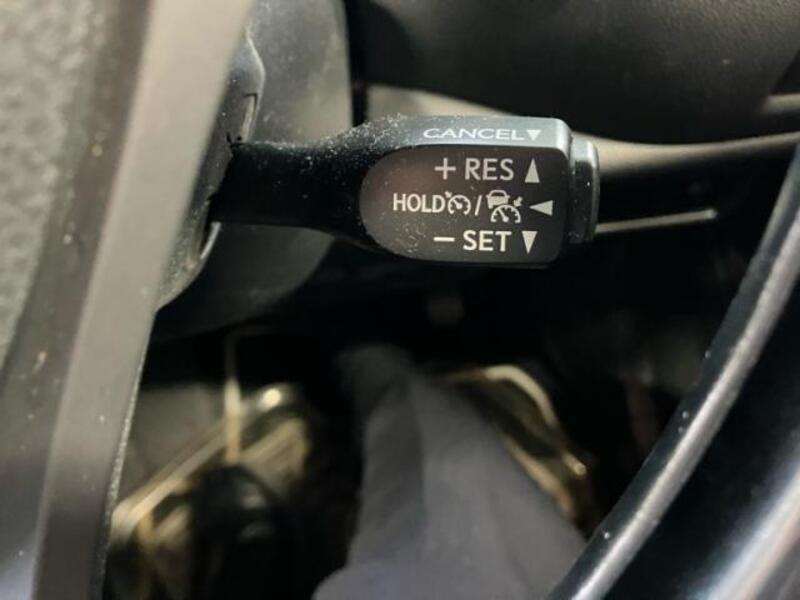 CANCEL▼
+ RES ▲
HOLD / ◀
− SET ▼